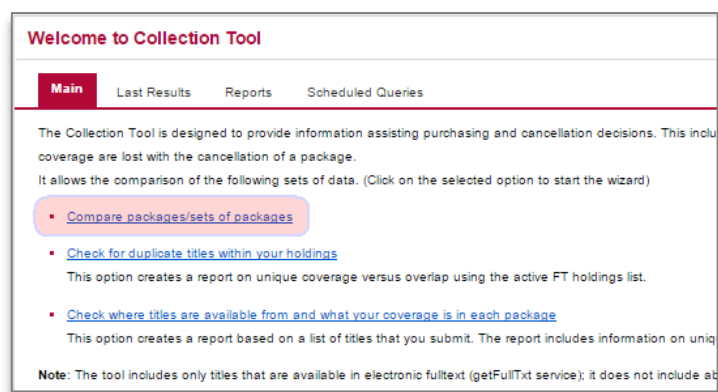 Welcome to Collection Tool
Main Last Results Reports Scheduled Queries
The Collection Tool is designed to provide information assisting purchasing and cancellation decisions. This
coverage are lost with the cancellation of a package.
It allows the comparison of the following sets of data. (Click on the selected option to start the wizard)
Compare packages/sets of packages
Check for duplicate titles within your holdings
This option creates a report on unique coverage versus overlap using the active FT holdings list.
Check where titles are available from and what your coverage is in each package
This option creates a report based on a list of titles that you submit. The report includes information on
Note: The tool includes only titles that are available in electronic fulltext (getFullTxt service); it does not include